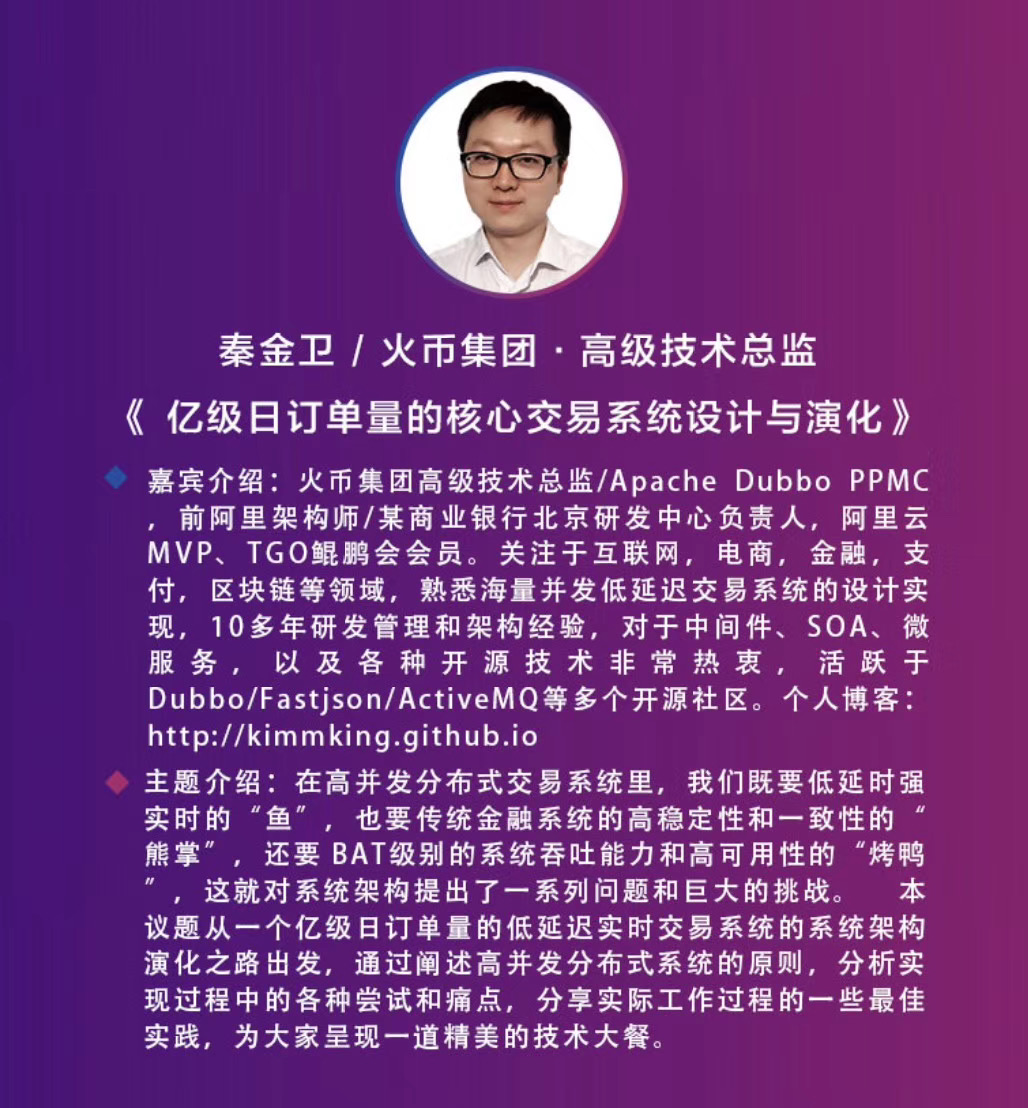 秦金卫 / 火币集团 · 高级技术总监
《 亿级日订单量的核心交易系统设计与演化》
嘉宾介绍：火币集团高级技术总监/Apache Dubbo PPMC
，前阿里架构师/某商业银行北京研发中心负责人，阿里云
MVP、TGO鲲鹏会会员。关注于互联网，电商，金融，支
付，区块链等领域，熟悉海量并发低延迟交易系统的设计实
现，10多年研发管理和架构经验，对于中间件、SOA、微
服务，以及各种开源技术非常热衷，活跃于
Dubbo/Fastjson/ActiveMQ等多个开源社区。个人博客：
http://kimmking.github.io
主题介绍：在高并发分布式交易系统里，我们既要低延时强
实时的“鱼”，也要传统金融系统的高稳定性和一致性的“
熊掌”，还要 BAT级别的系统吞吐能力和高可用性的“烤鸭
”，这就对系统架构提出了一系列问题和巨大的挑战。 本
议题从一个亿级日订单量的低延迟实时交易系统的系统架构
演化之路出发，通过阐述高并发分布式系统的原则，分析实
现过程中的各种尝试和痛点，分享实际工作过程的一些最佳
实践，为大家呈现一道精美的技术大餐。